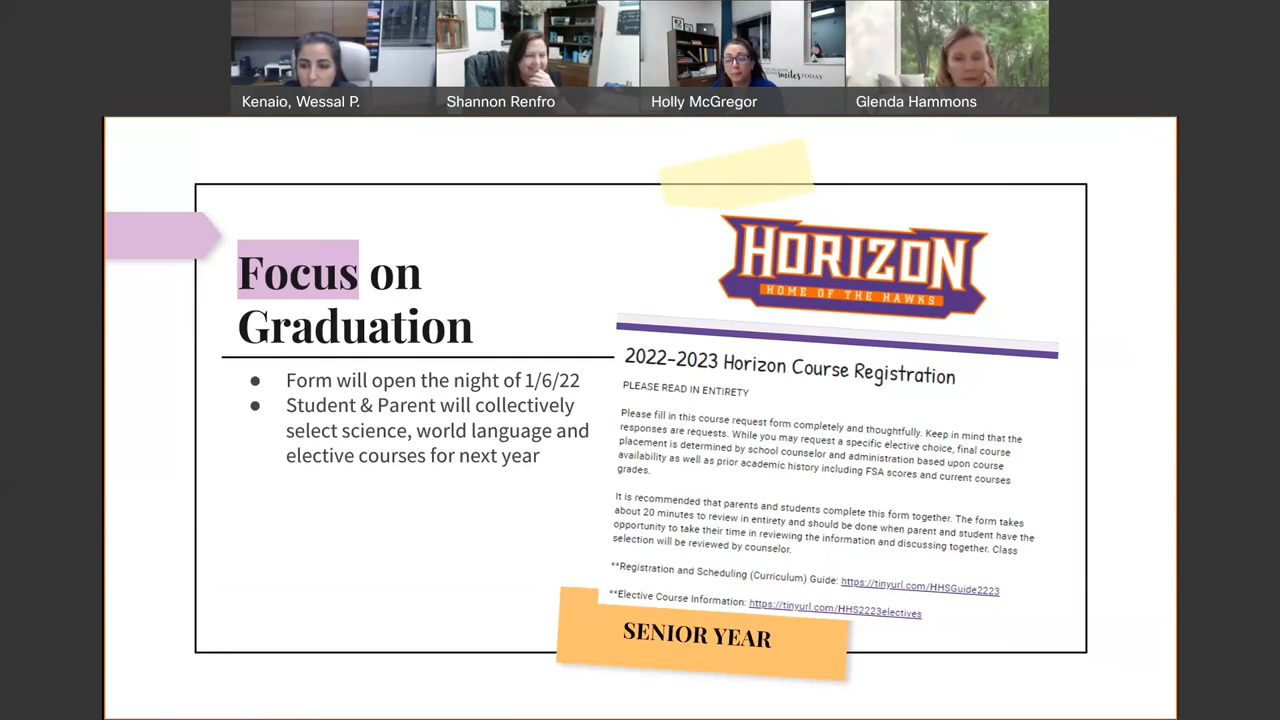 smiles TODAY
Kenaio, Wessal P.
Shannon Renfro
Holly McGregor
Glenda Hammons
Focus on
Graduation
● Form will open the night of 1/6/22
● Student & Parent will collectively
select science, world language and
elective courses for next year
HORIZON
HOME OF THE HAWKS
2022-2023 Horizon Course Registration
PLEASE READ IN ENTIRETY
Please fill in this course request form completely and thoughtfully. Keep in mind that the
responses are requests. While you may request a specific elective choice, final course
placement is determined by school counselor and administration based upon course
availability as well as prior academic history including FSA scores and current courses
grades.
It is recommended that parents and students complete this form together. The form takes
about 20 minutes to review in entirety and should be done when parent and student have the
opportunity to take their time in reviewing the information and discussing together. Class
selection will be reviewed by counselor.
**Registration and Scheduling (Curriculum) Guide: https://tinyurl.com/HHSGuide2223
**Elective Course Information: https://tinyurl.com/HHS2223electives
SENIOR YEAR